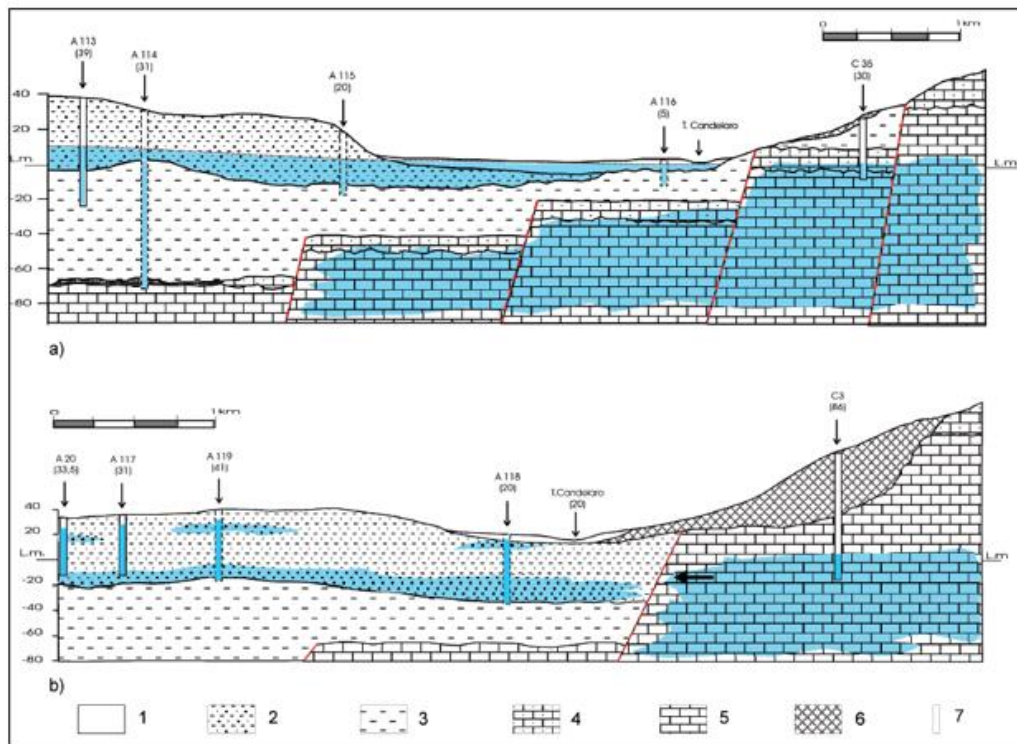 0 1 km
A 113
(39)
A 114
(31)
A 115
(20)
A 116
(5)
T. Candelaro
C 35
(30)
40
20
L.m.
-20
-40
-60
-80
L.m.
a)
0 1 km
A 20
(33,5)
A 117
(31)
A 119
(41)
A 118
(20)
T.Candelaro
(20)
C3
(86)
40
20
L.m.
-20
-40
-60
-80
L.m
b)
1 2 3 4 5 6 7